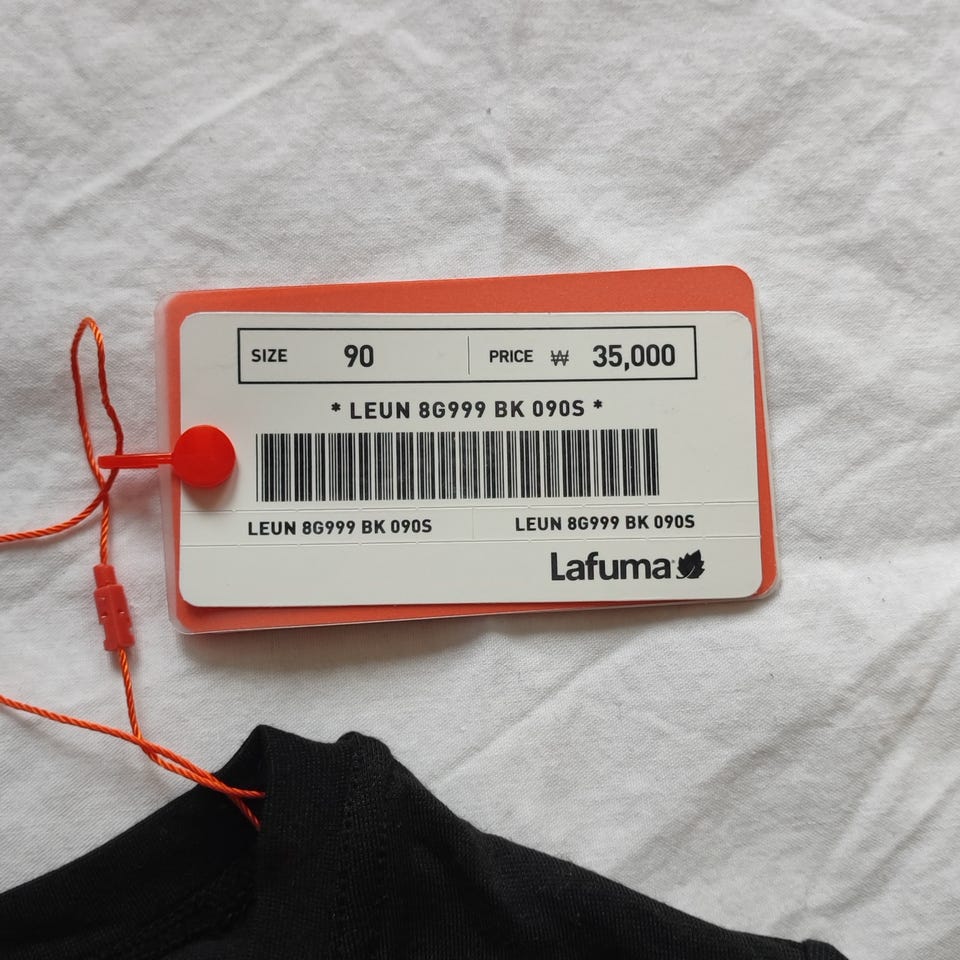 SIZE 90 PRICE ₩ 35,000
* LEUN 8G999 BK 090S *
LEUN 8G999 BK 090S LEUN 8G999 BK 090S
Lafuma